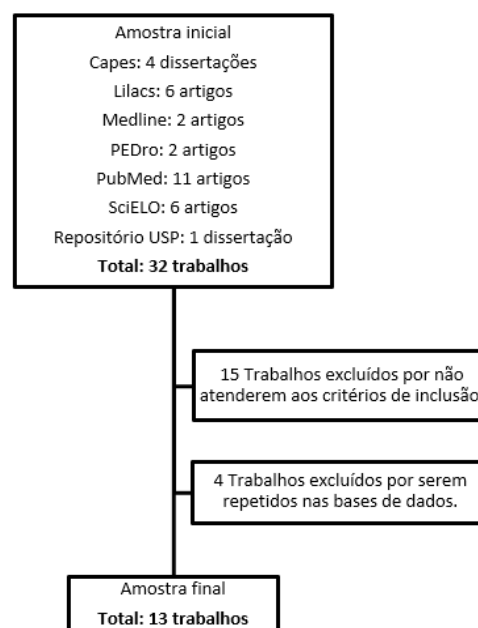 Amostra inicial
Capes: 4 dissertações
Lilacs: 6 artigos
Medline: 2 artigos
PEDro: 2 artigos
PubMed: 11 artigos
SciELO: 6 artigos
Repositório USP: 1 dissertação
Total: 32 trabalhos
15 Trabalhos excluídos por não
atenderem aos critérios de inclusão
4 Trabalhos excluídos por serem
repetidos nas bases de dados.
Amostra final
Total: 13 trabalhos